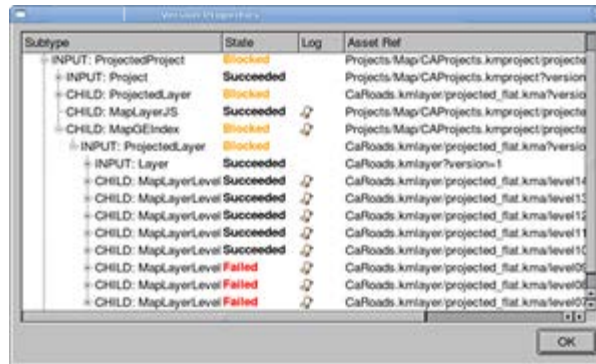 Version Properties
Subtype State Log Asset Ref
INPUT: ProjectedProject Blocked Projects/Map/CAProjects.kmproject/projecte
INPUT: Project Succeeded Projects/Map/CAProjects.kmproject?version
CHILD: ProjectedLayer Blocked CaRoads.kmlayer/projected_flat.kma?versio
CHILD: MapLayerJS Succeeded Projects/Map/CAProjects.kmproject/projecte
CHILD: MapGEIndex Blocked Projects/Map/CAProjects.kmproject/projecte
INPUT: ProjectedLayer Blocked CaRoads.kmlayer/projected_flat.kma?versio
INPUT: Layer Succeeded CaRoads.kmlayer?version=1
CHILD: MapLayerLevel Succeeded CaRoads.kmlayer/projected_flat.kma/level14
CHILD: MapLayerLevel Succeeded CaRoads.kmlayer/projected_flat.kma/level13
CHILD: MapLayerLevel Succeeded CaRoads.kmlayer/projected_flat.kma/level12
CHILD: MapLayerLevel Succeeded CaRoads.kmlayer/projected_flat.kma/level11
CHILD: MapLayerLevel Succeeded CaRoads.kmlayer/projected_flat.kma/level10
CHILD: MapLayerLevel Failed CaRoads.kmlayer/projected_flat.kma/level09
CHILD: MapLayerLevel Failed CaRoads.kmlayer/projected_flat.kma/level08
CHILD: MapLayerLevel Failed CaRoads.kmlayer/projected_flat.kma/level07
OK